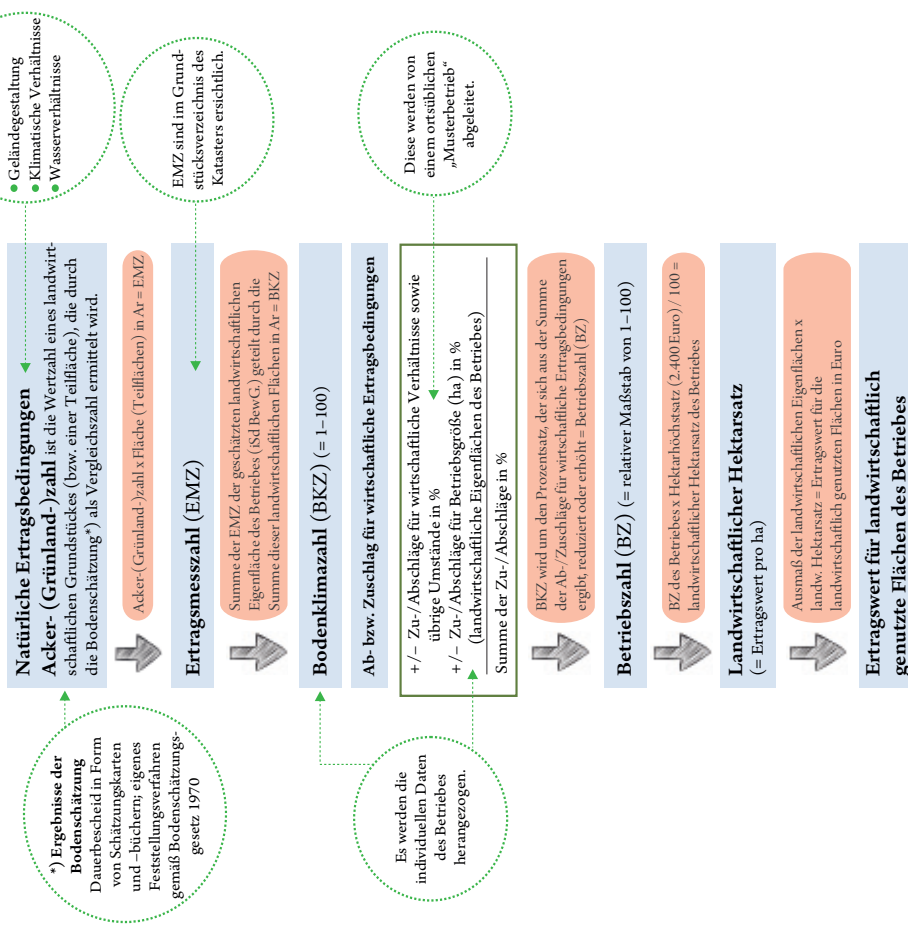 Geländegestaltung
Klimatische Verhältnisse
Wasserverhältnisse
Natürliche Ertragsbedingungen
Acker- (Grünland-)zahl ist die Wertzahl eines landwirt-
schaftlichen Grundstückes (bzw. einer Teilfläche), die durch
die Bodenschätzung*) als Vergleichszahl ermittelt wird.
*) Ergebnisse der
Bodenschätzung
Dauerbescheid in Form
von Schätzungskarten
und –büchern; eigenes
Feststellungsverfahren
gemäß Bodenschätzungs-
gesetz 1970
Acker-(Grünland-)zahl x Fläche (Teilflächen) in Ar = EMZ
EMZ sind im Grund-
stücksverzeichnis des
Katasters ersichtlich.
Ertragsmesszahl (EMZ)
Summe der EMZ der geschätzten landwirtschaftlichen
Eigenfläche des Betriebes (iSd BewG.) geteilt durch die
Summe dieser landwirtschaftlichen Flächen in Ar = BKZ
Bodenklimazahl (BKZ) (= 1–100)
Ab- bzw. Zuschlag für wirtschaftliche Ertragsbedingungen
+/– Zu-/Abschläge für wirtschaftliche Verhältnisse sowie
übrige Umstände in %
+/– Zu-/Abschläge für Betriebsgröße (ha) in %
(landwirtschaftliche Eigenflächen des Betriebes)
Summe der Zu-/Abschläge in %
Diese werden von
einem ortsüblichen
„Musterbetrieb“
abgeleitet.
Es werden die
individuellen Daten
des Betriebes
herangezogen.
BKZ wird um den Prozentsatz, der sich aus der Summe
der Ab-/Zuschläge für wirtschaftliche Ertragsbedingungen
ergibt, reduziert oder erhöht = Betriebszahl (BZ)
Betriebszahl (BZ) (= relativer Maßstab von 1–100)
BZ des Betriebes x Hektarhöchstsatz (2.400 Euro) / 100 =
landwirtschaftlicher Hektarsatz des Betriebes
Landwirtschaftlicher Hektarsatz
(= Ertragswert pro ha)
Ausmaß der landwirtschaftlichen Eigenflächen x
landw. Hektarsatz = Ertragswert für die
landwirtschaftlich genutzten Flächen in Euro
Ertragswert für landwirtschaftlich
genutzte Flächen des Betriebes